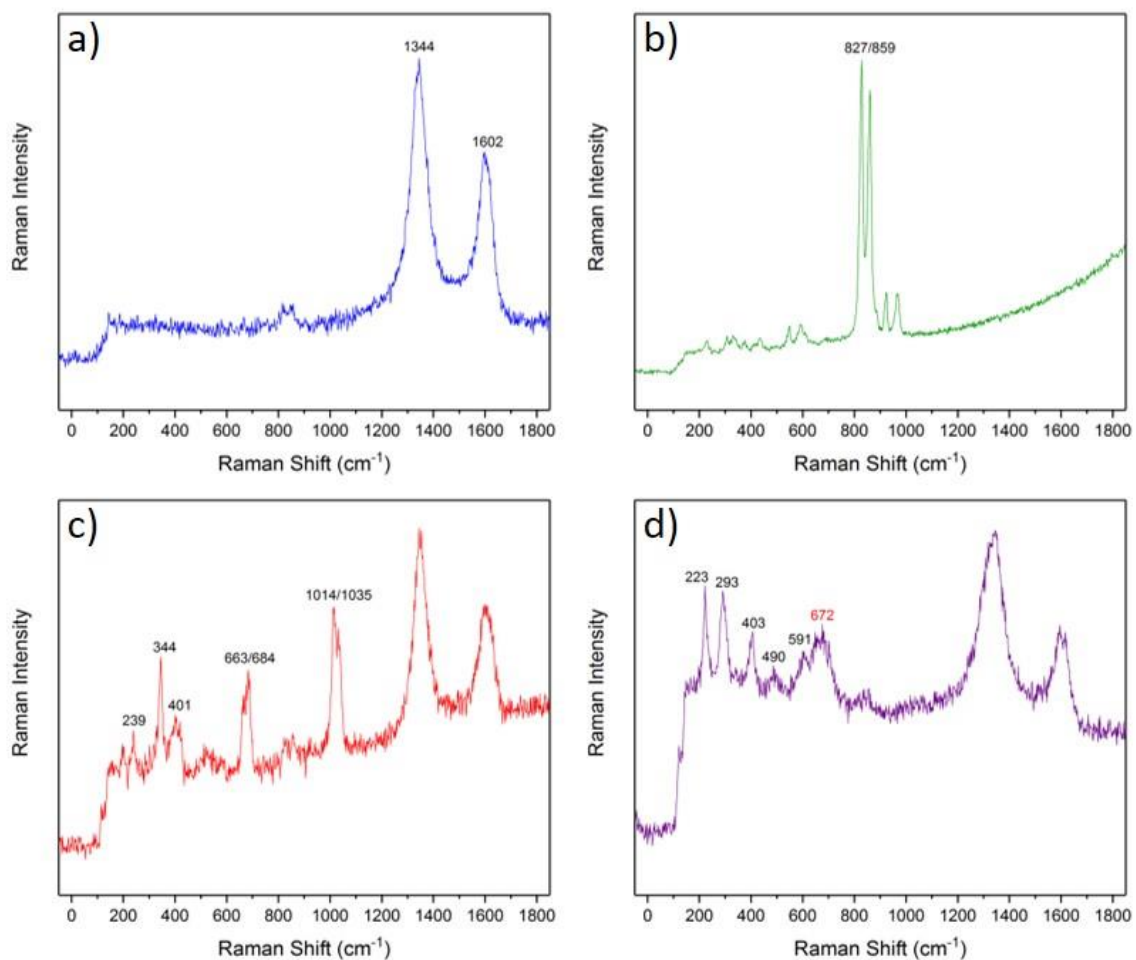 a)
1344
1602
Raman Intensity
0 200 400 600 800 1000 1200 1400 1600 1800
Raman Shift (cm⁻¹)
b)
827/859
Raman Intensity
0 200 400 600 800 1000 1200 1400 1600 1800
Raman Shift (cm⁻¹)
c)
1014/1035
344
663/684
239
401
Raman Intensity
0 200 400 600 800 1000 1200 1400 1600 1800
Raman Shift (cm⁻¹)
d)
223
293
403
490
591
672
Raman Intensity
0 200 400 600 800 1000 1200 1400 1600 1800
Raman Shift (cm⁻¹)